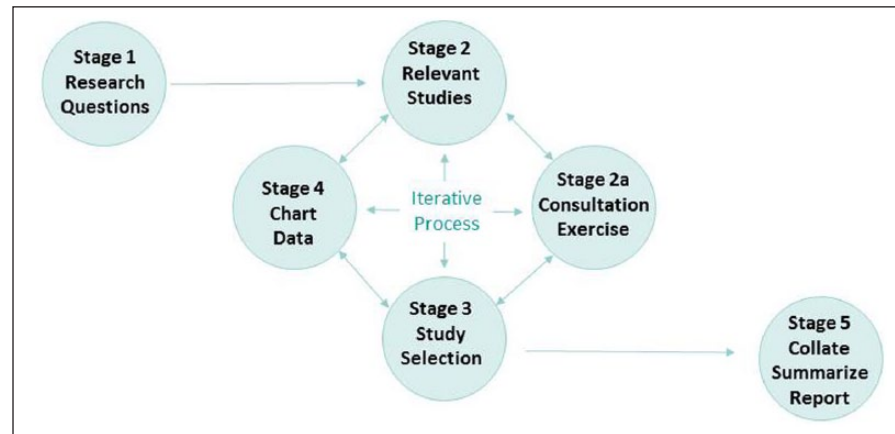 Stage 1
Research
Questions
Stage 2
Relevant
Studies
Stage 4
Chart
Data
Iterative
Process
Stage 2a
Consultation
Exercise
Stage 3
Study
Selection
Stage 5
Collate
Summarize
Report